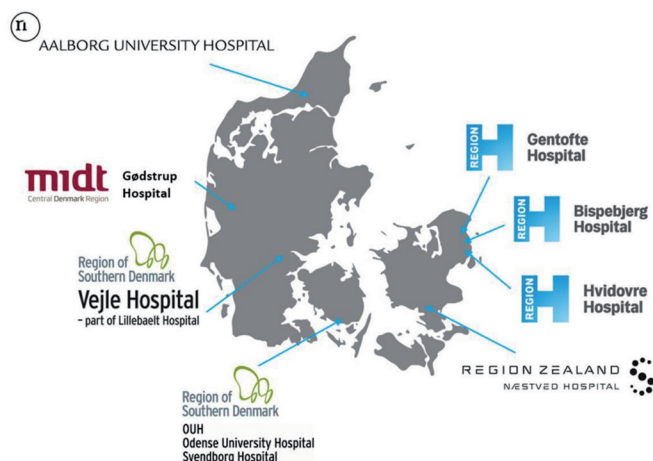 n
AALBORG UNIVERSITY HOSPITAL
REGION
H
Gentofte
Hospital
midt
Central Denmark Region
Gødstrup
Hospital
REGION
H
Bispebjerg
Hospital
Region of
Southern Denmark
Vejle Hospital
– part of Lillebaelt Hospital
REGION
H
Hvidovre
Hospital
REGION ZEALAND
NÆSTVED HOSPITAL
Region of
Southern Denmark
OUH
Odense University Hospital
Svendborg Hospital